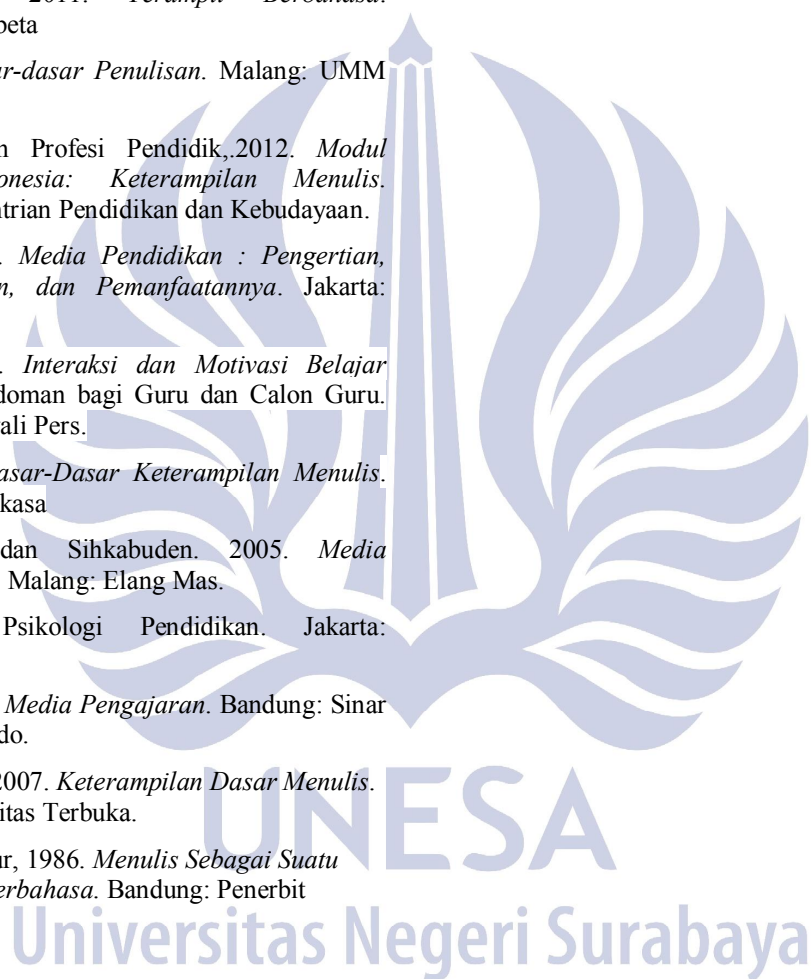 2011. Terampil Berbahasa.
beta
ar-dasar Penulisan. Malang: UMM
n Profesi Pendidik,.2012. Modul
onesia: Keterampilan Menulis.
ntrian Pendidikan dan Kebudayaan.
. Media Pendidikan : Pengertian,
n, dan Pemanfaatannya. Jakarta:
. Interaksi dan Motivasi Belajar
doman bagi Guru dan Calon Guru.
ali Pers.
asar-Dasar Keterampilan Menulis.
kasa
dan Sihkabuden. 2005. Media
. Malang: Elang Mas.
Psikologi Pendidikan. Jakarta:
Media Pengajaran. Bandung: Sinar
do.
2007. Keterampilan Dasar Menulis.
itas Terbuka.
ur, 1986. Menulis Sebagai Suatu
erbahasa. Bandung: Penerbit
UNESA
Universitas Negeri Surabaya